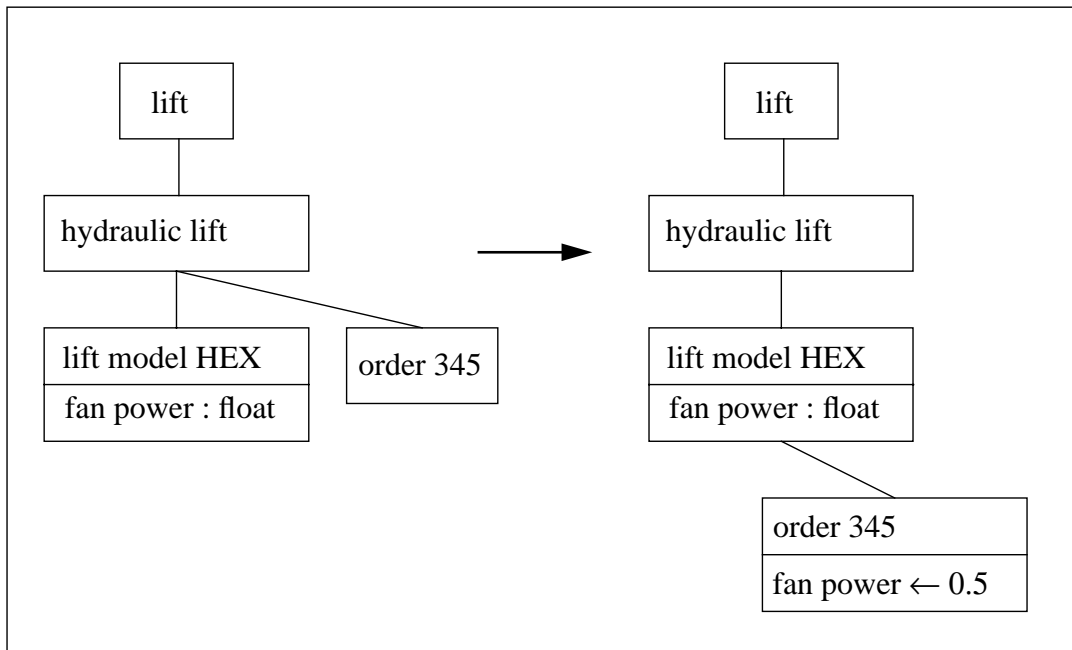 lift
hydraulic lift
lift model HEX
fan power : float
order 345
lift
hydraulic lift
lift model HEX
fan power : float
order 345
fan power ← 0.5